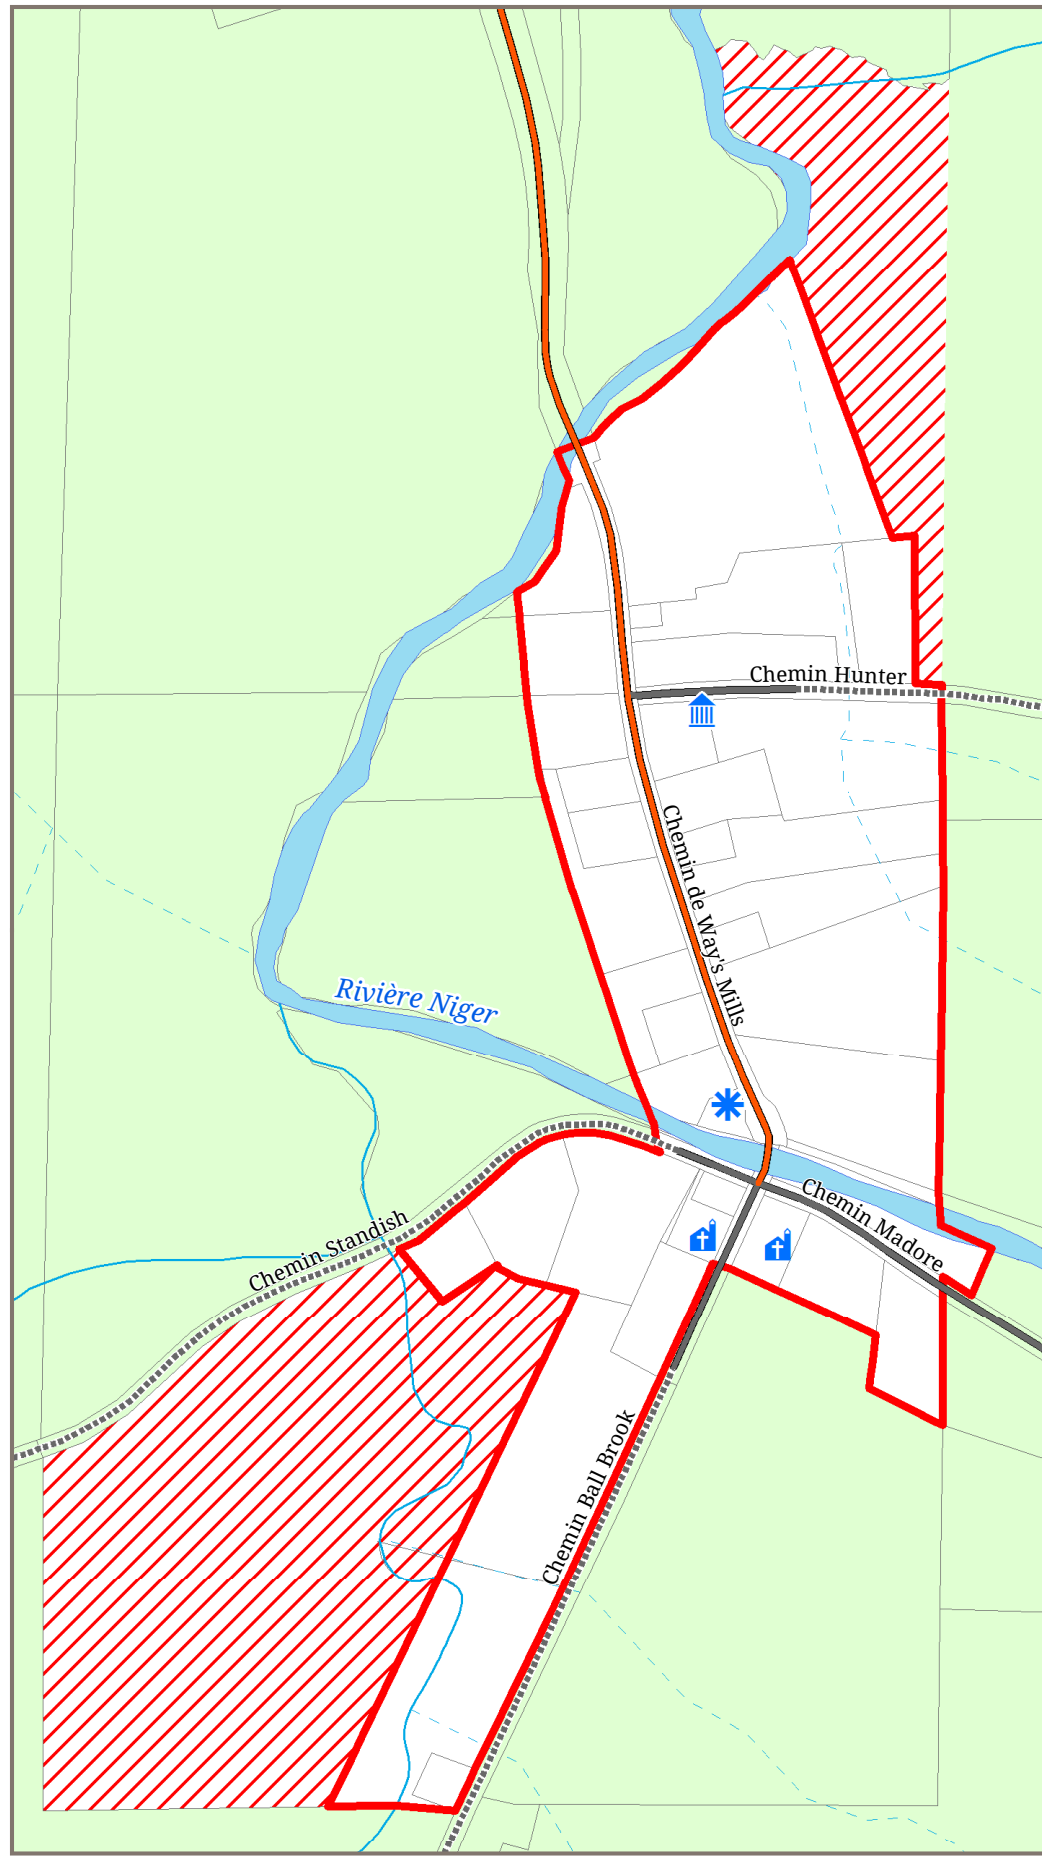 Chemin Hunter
Chemin de Way's Mills
Rivière Niger
Chemin Standish
Chemin Madore
Chemin Ball Brook